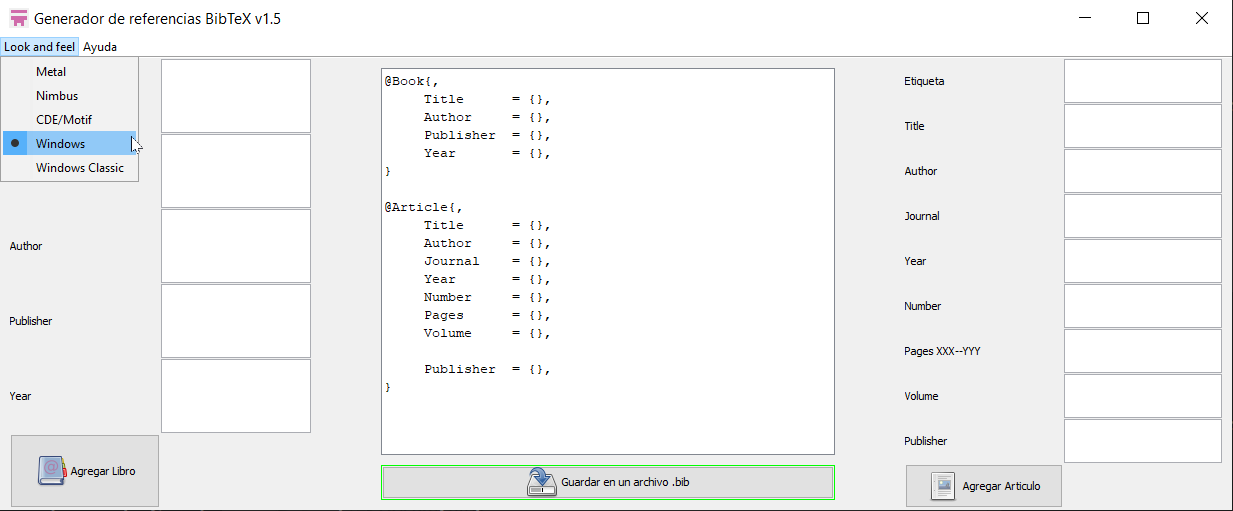 Generador de referencias BibTeX v1.5
Look and feel Ayuda
Metal
Nimbus
CDE/Motif
Windows
Windows Classic
Author
Publisher
Year
Agregar Libro
@Book{,
     Title      = {},
     Author     = {},
     Publisher  = {},
     Year       = {},
}

@Article{,
     Title      = {},
     Author     = {},
     Journal    = {},
     Year       = {},
     Number     = {},
     Pages      = {},
     Volume     = {},

     Publisher  = {},
}
Guardar en un archivo .bib
Etiqueta
Title
Author
Journal
Year
Number
Pages XXX--YYY
Volume
Publisher
Agregar Articulo